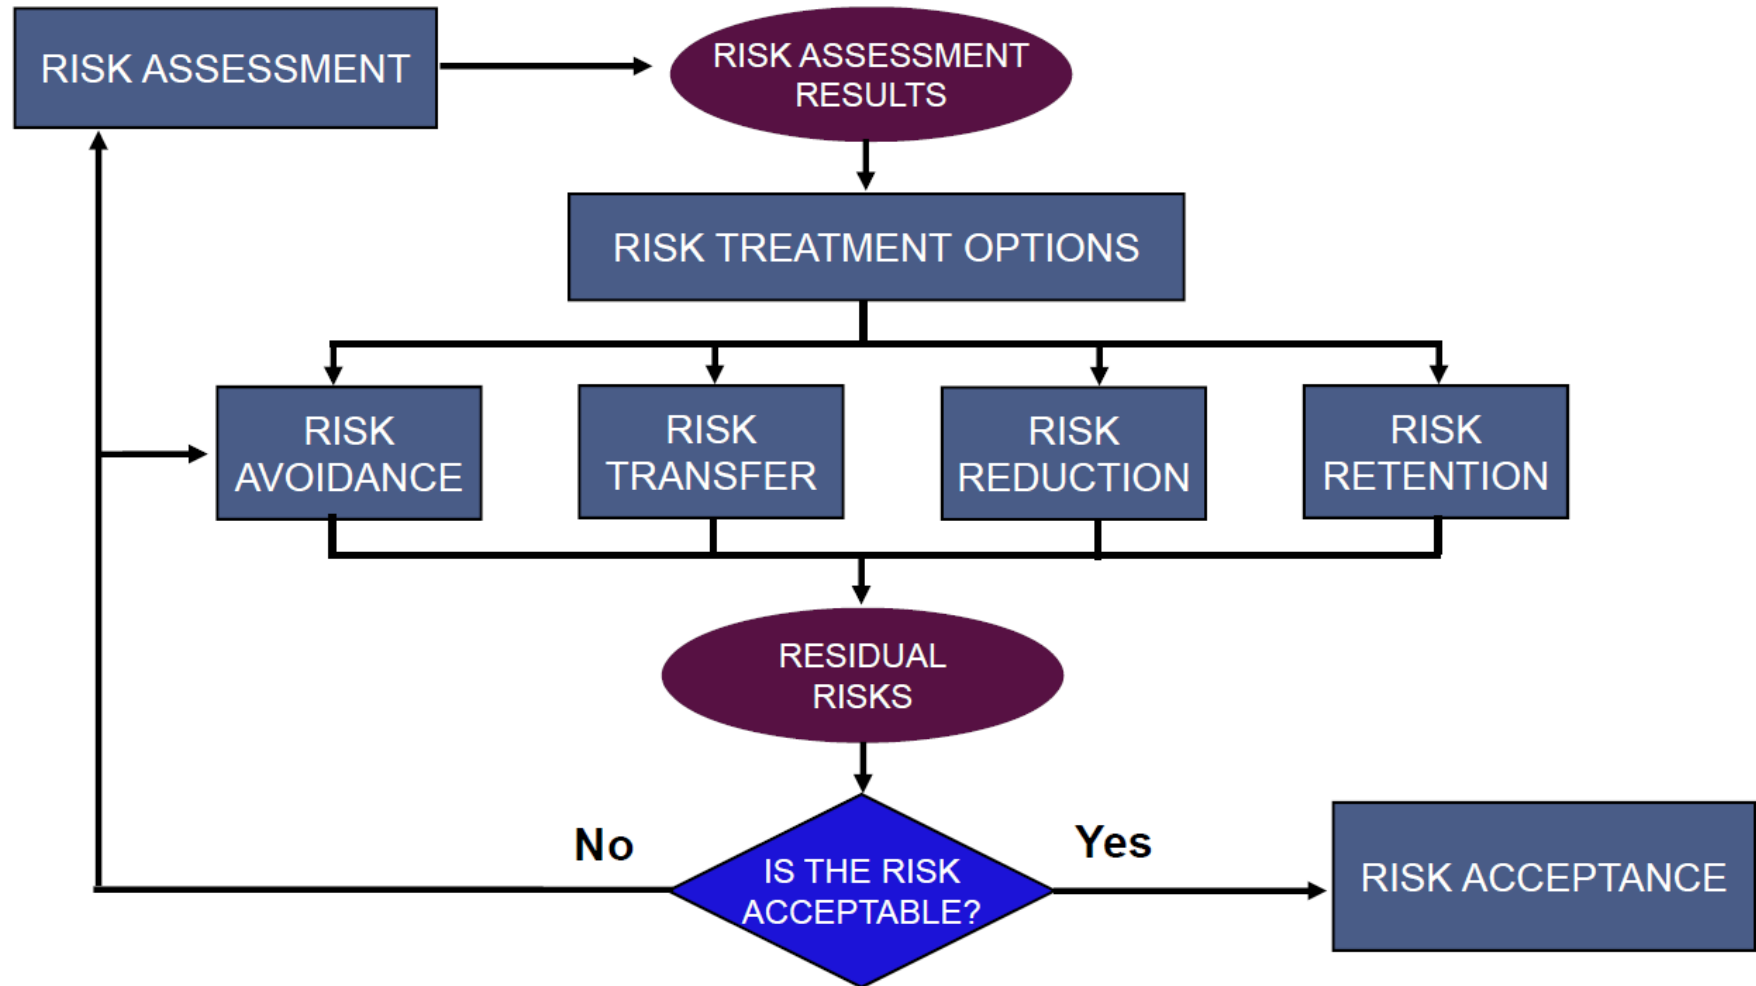 RISK ASSESSMENT
RISK ASSESSMENT
RESULTS
RISK TREATMENT OPTIONS
RISK
AVOIDANCE
RISK
TRANSFER
RISK
REDUCTION
RISK
RETENTION
RESIDUAL
RISKS
No
IS THE RISK
ACCEPTABLE?
Yes
RISK ACCEPTANCE